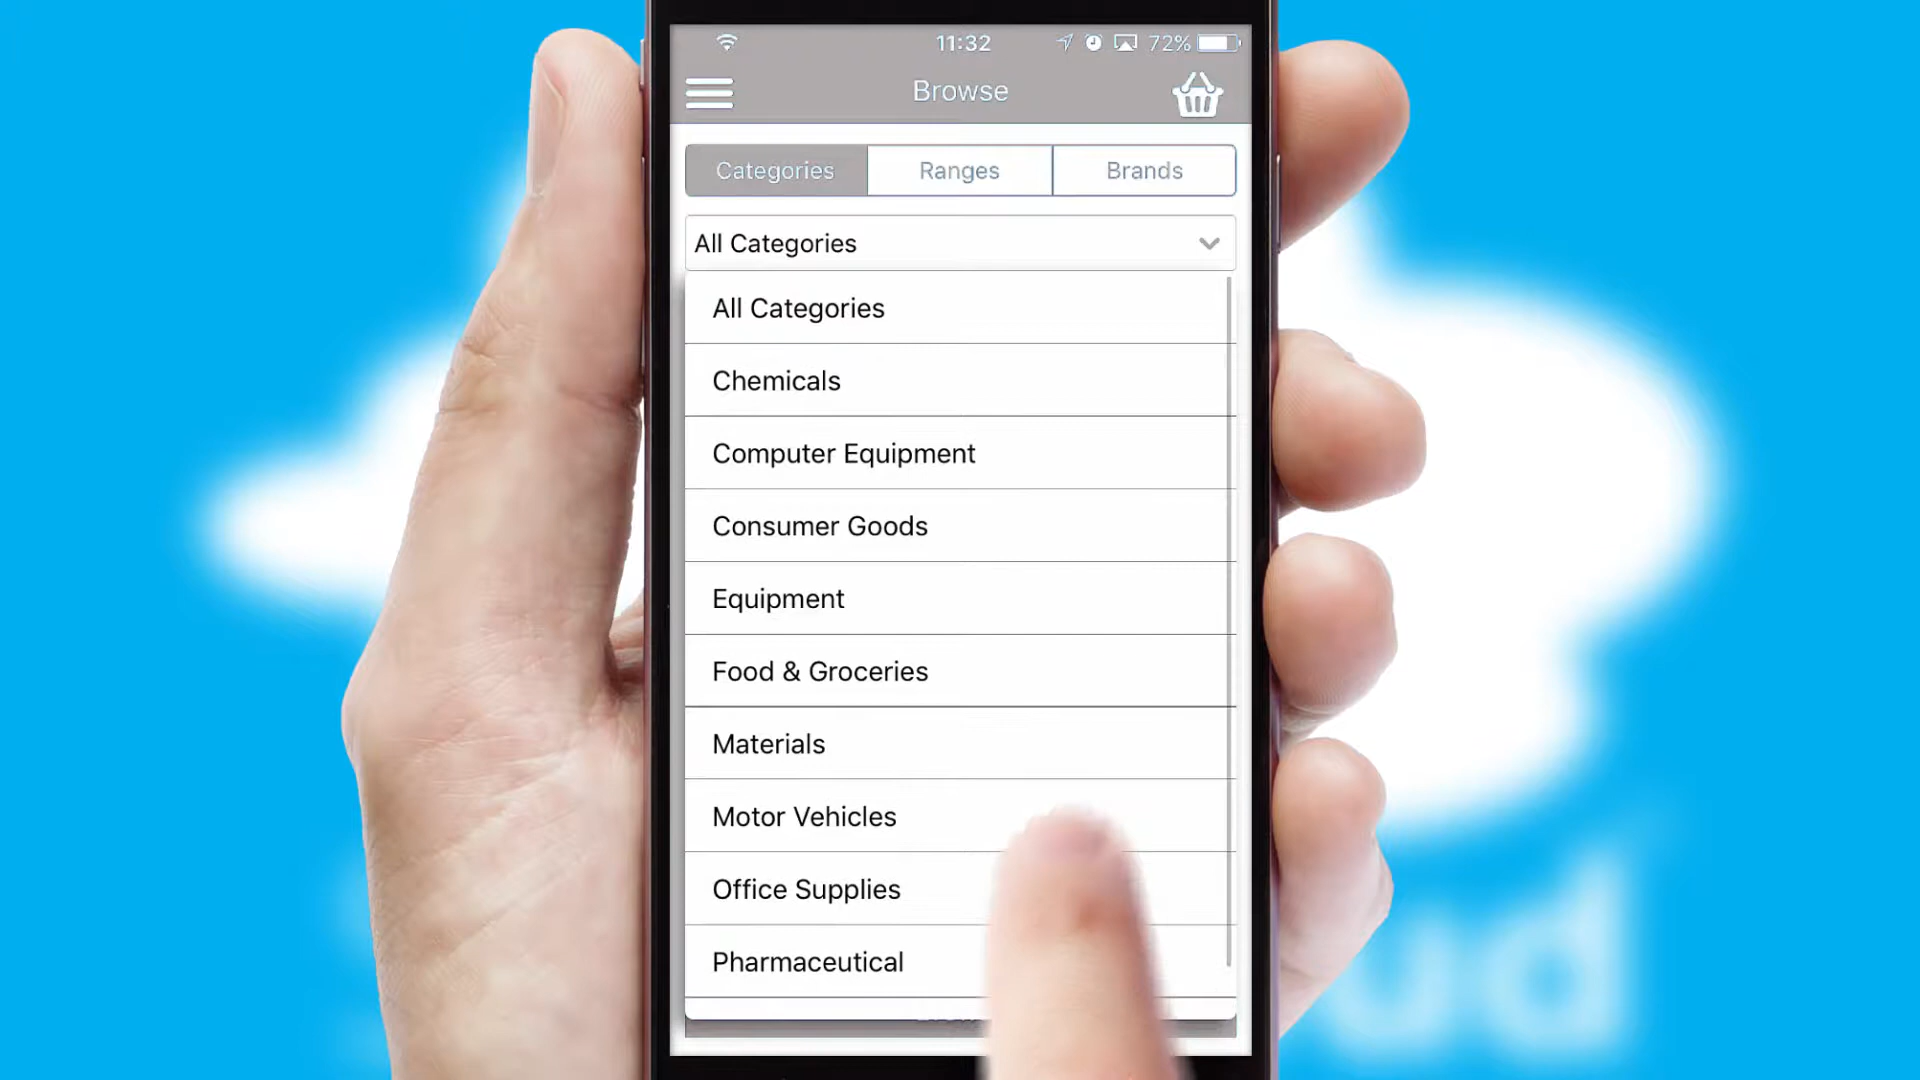 11:32
72%
Browse
Categories
Ranges
Brands
All Categories
All Categories
Chemicals
Computer Equipment
Consumer Goods
Equipment
Food & Groceries
Materials
Motor Vehicles
Office Supplies
Pharmaceutical